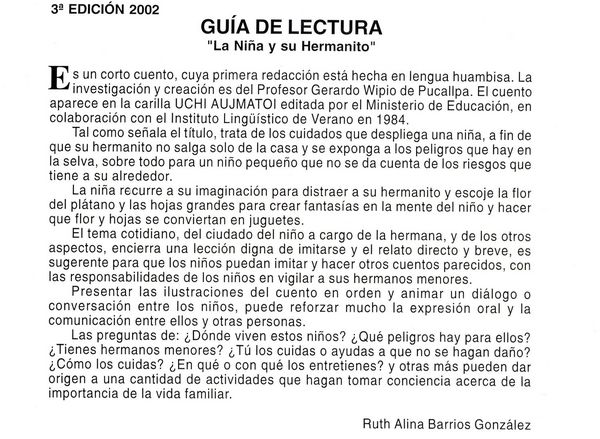 3ª EDICIÓN 2002
GUÍA DE LECTURA
"La Niña y su Hermanito"
Es un corto cuento, cuya primera redacción está hecha en lengua huambisa. La
investigación y creación es del Profesor Gerardo Wipio de Pucallpa. El cuento
aparece en la carilla UCHI AUJMATOI editada por el Ministerio de Educación, en
colaboración con el Instituto Lingüístico de Verano en 1984.
Tal como señala el título, trata de los cuidados que despliega una niña, a fin de
que su hermanito no salga solo de la casa y se exponga a los peligros que hay en
la selva, sobre todo para un niño pequeño que no se da cuenta de los riesgos que
tiene a su alrededor.
La niña recurre a su imaginación para distraer a su hermanito y escoje la flor
del plátano y las hojas grandes para crear fantasías en la mente del niño y hacer
que flor y hojas se conviertan en juguetes.
El tema cotidiano, del ciudado del niño a cargo de la hermana, y de los otros
aspectos, encierra una lección digna de imitarse y el relato directo y breve, es
sugerente para que los niños puedan imitar y hacer otros cuentos parecidos, con
las responsabilidades de los niños en vigilar a sus hermanos menores.
Presentar las ilustraciones del cuento en orden y animar un diálogo o
conversación entre los niños, puede reforzar mucho la expresión oral y la
comunicación entre ellos y otras personas.
Las preguntas de: ¿Dónde viven estos niños? ¿Qué peligros hay para ellos?
¿Tienes hermanos menores? ¿Tú los cuidas o ayudas a que no se hagan daño?
¿Cómo los cuidas? ¿En qué o con qué los entretienes? y otras más pueden dar
origen a una cantidad de actividades que hagan tomar conciencia acerca de la
importancia de la vida familiar.
Ruth Alina Barrios González